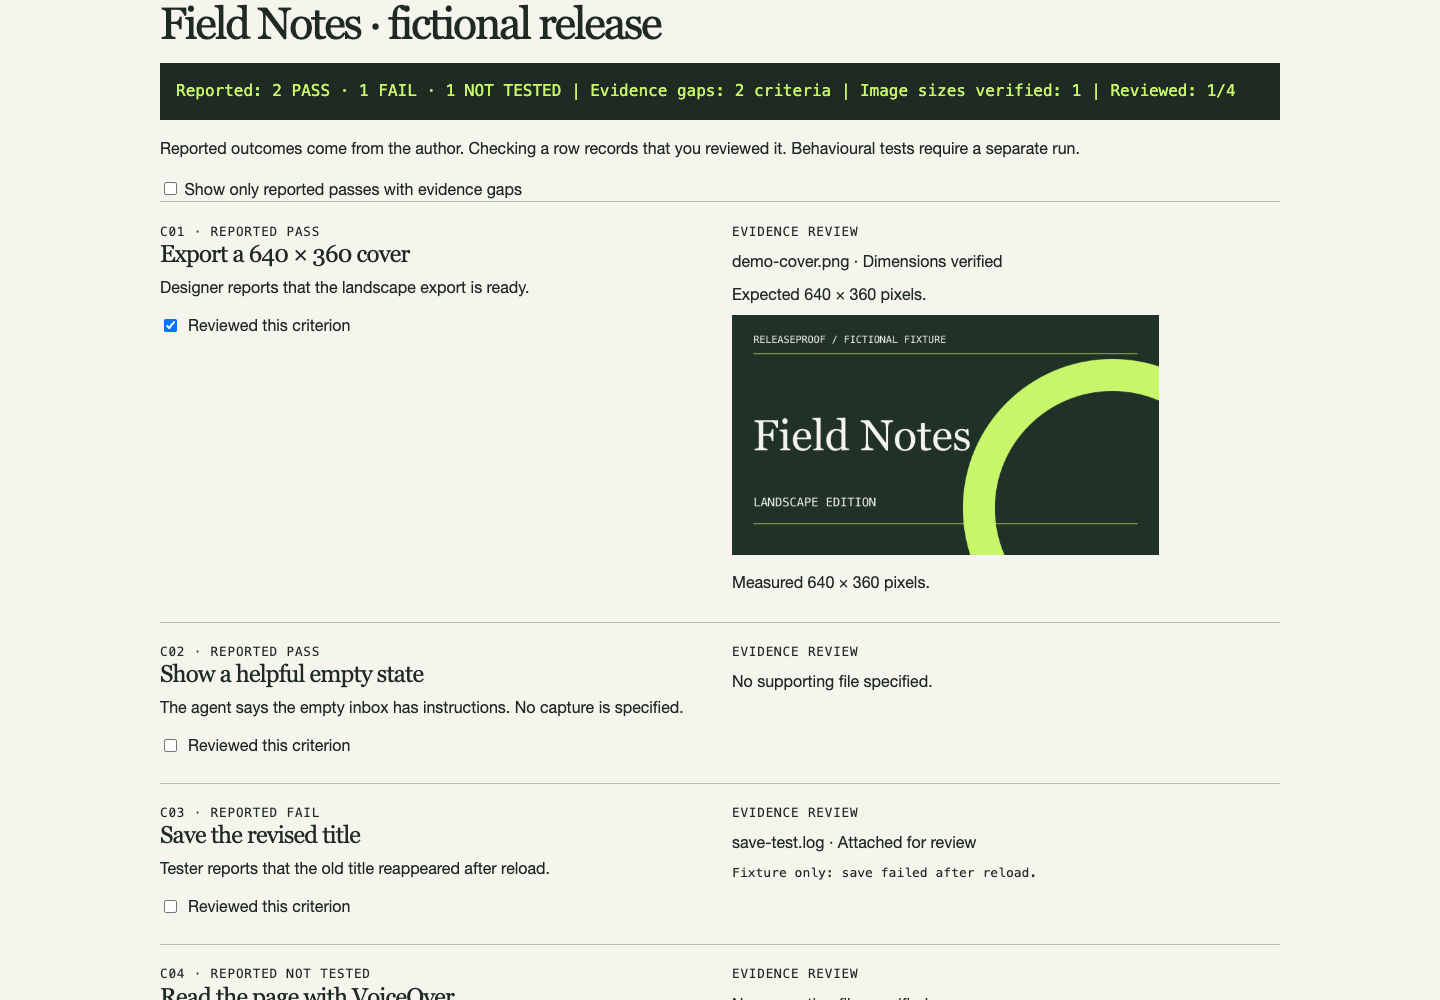 Field Notes · fictional release
Reported: 2 PASS · 1 FAIL · 1 NOT TESTED | Evidence gaps: 2 criteria | Image sizes verified: 1 | Reviewed: 1/4
Reported outcomes come from the author. Checking a row records that you reviewed it. Behavioural tests require a separate run.
Show only reported passes with evidence gaps
C01 · REPORTED PASS
Export a 640 × 360 cover
Designer reports that the landscape export is ready.
Reviewed this criterion
EVIDENCE REVIEW
demo-cover.png · Dimensions verified
Expected 640 × 360 pixels.
RELEASEPROOF / FICTIONAL FIXTURE
Field Notes
LANDSCAPE EDITION
Measured 640 × 360 pixels.
C02 · REPORTED PASS
Show a helpful empty state
The agent says the empty inbox has instructions. No capture is specified.
Reviewed this criterion
EVIDENCE REVIEW
No supporting file specified.
C03 · REPORTED FAIL
Save the revised title
Tester reports that the old title reappeared after reload.
Reviewed this criterion
EVIDENCE REVIEW
save-test.log · Attached for review
Fixture only: save failed after reload.
C04 · REPORTED NOT TESTED
Read the page with VoiceOver
EVIDENCE REVIEW